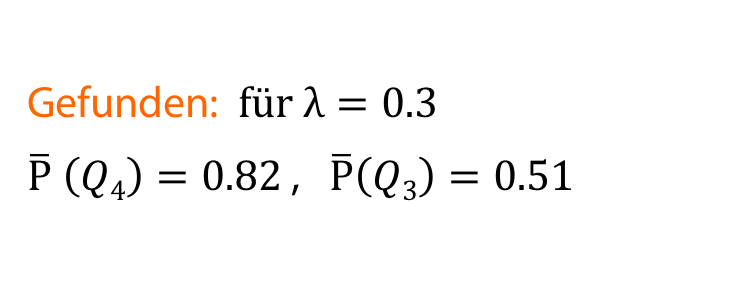 Gefunden: für λ = 0.3
P̅ (Q₄) = 0.82 , P̅(Q₃) = 0.51